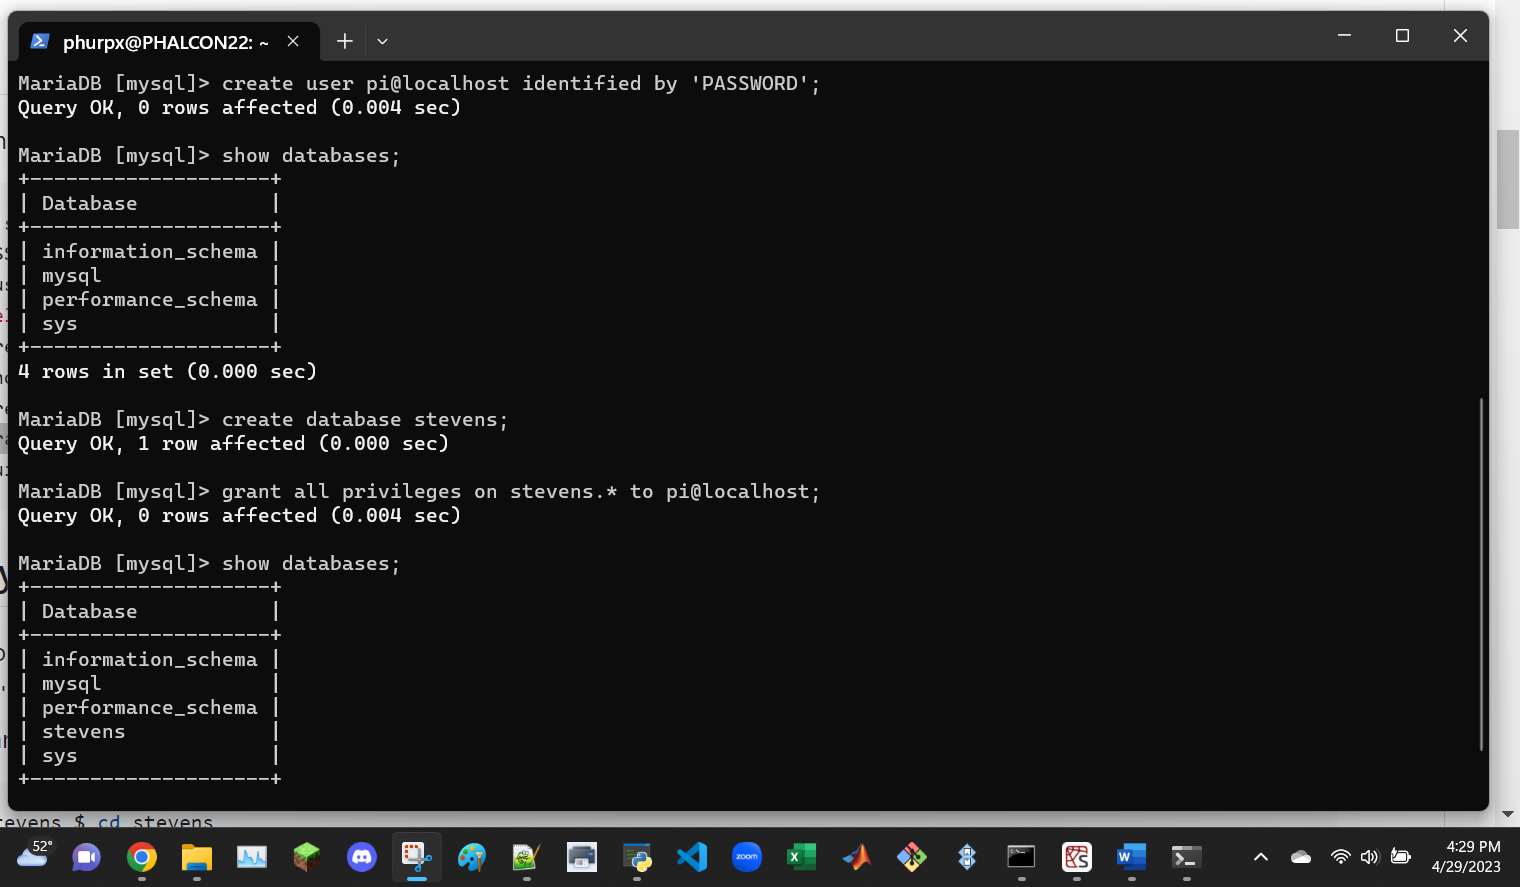 phurpx@PHALCON22: ~
MariaDB [mysql]> create user pi@localhost identified by 'PASSWORD';
Query OK, 0 rows affected (0.004 sec)
MariaDB [mysql]> show databases;
+--------------------+
| Database           |
+--------------------+
| information_schema |
| mysql              |
| performance_schema |
| sys                |
+--------------------+
4 rows in set (0.000 sec)
MariaDB [mysql]> create database stevens;
Query OK, 1 row affected (0.000 sec)
MariaDB [mysql]> grant all privileges on stevens.* to pi@localhost;
Query OK, 0 rows affected (0.004 sec)
MariaDB [mysql]> show databases;
+--------------------+
| Database           |
+--------------------+
| information_schema |
| mysql              |
| performance_schema |
| stevens            |
| sys                |
+--------------------+
$ cd stevens
52°
zoom
4:29 PM
4/29/2023